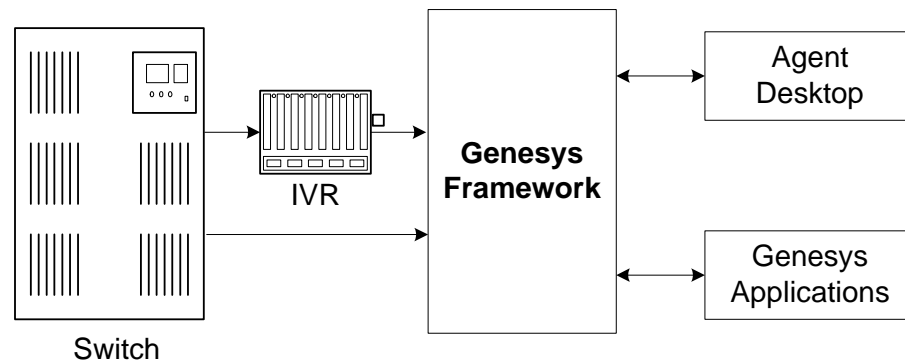 Switch
IVR
Genesys
Framework
Agent
Desktop
Genesys
Applications